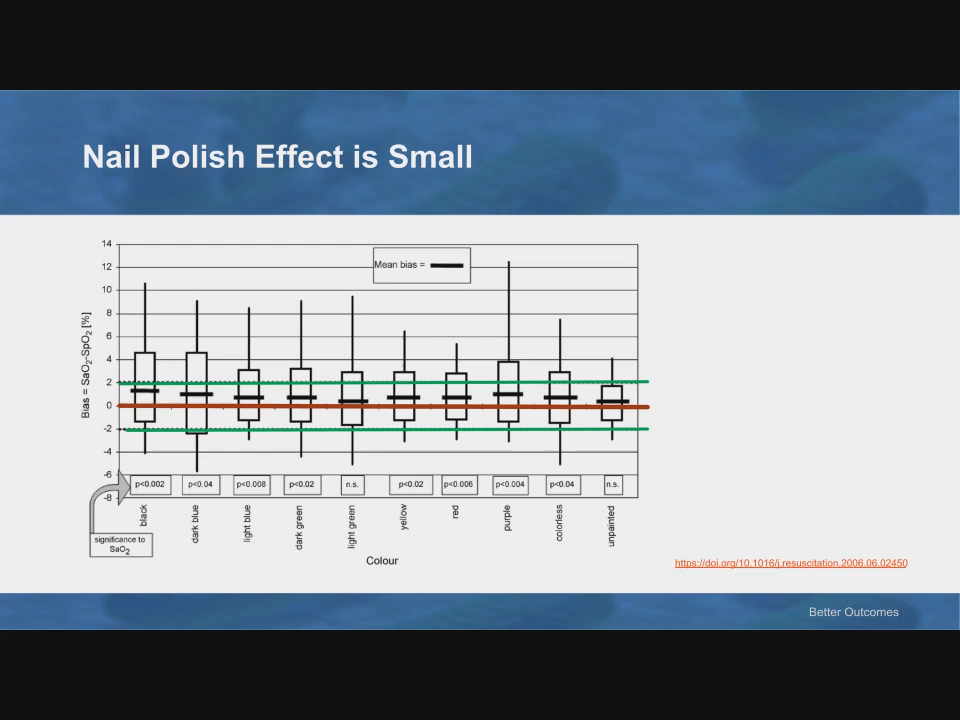 Nail Polish Effect is Small
14
12
10
8
6
4
2
0
-2
-4
-6
-8
Bias = SaO2-SpO2 [%]
Mean bias =
p<0.002 p<0.04 p<0.008 p<0.02 n.s. p<0.02 p<0.006 p<0.004 p<0.04 n.s.
black
dark blue
light blue
dark green
light green
yellow
red
purple
colorless
unpainted
significance to
SaO2
Colour
https://doi.org/10.1016/j.resuscitation.2006.06.02450
Better Outcomes